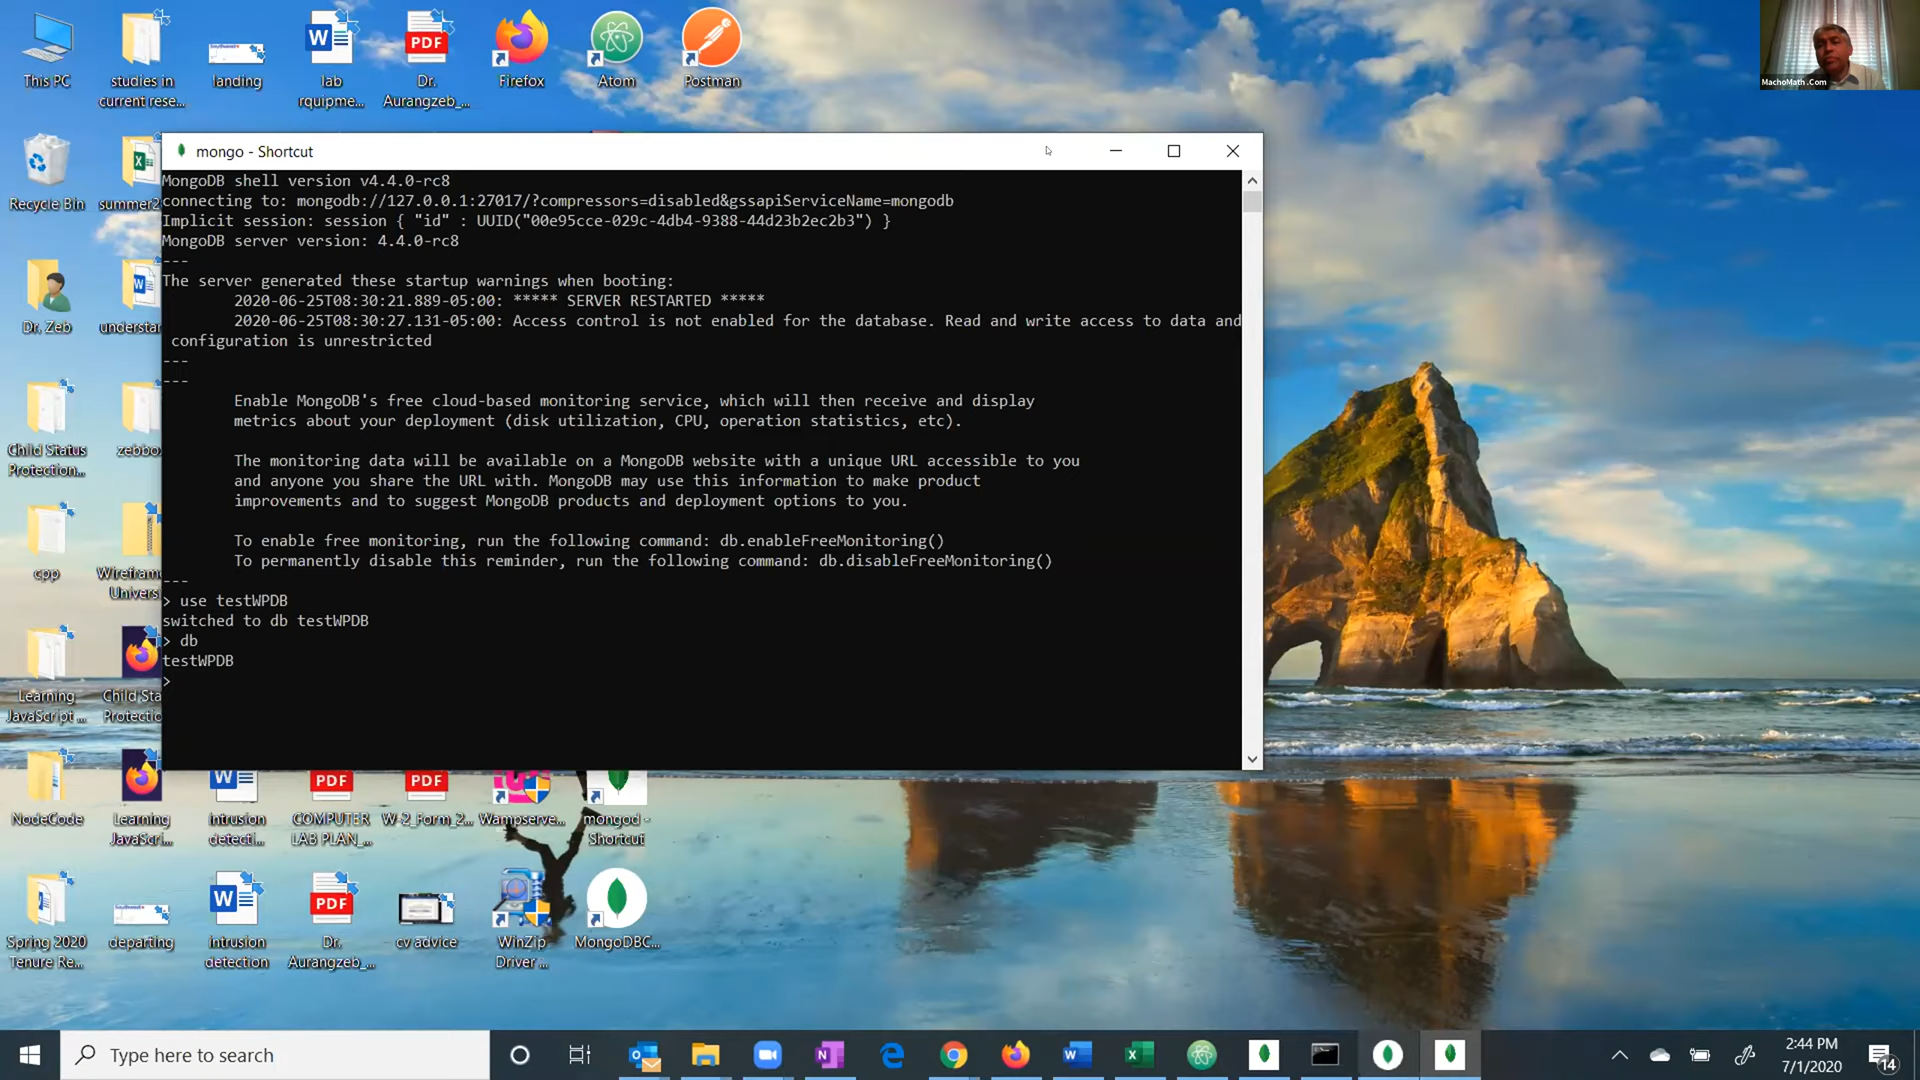 This PC
studies in
current rese...
landing
lab
rquipme...
Dr.
Aurangzeb_...
Firefox
Atom
Postman
MachoMath.Com
Recycle Bin
Dr. Zeb
Child Status
Protection...
zebbo
cpp
Wirefram
Univers
Learning
JavaScript ...
Child Sta
Protectic
mongo - Shortcut
MongoDB shell version v4.4.0-rc8
connecting to: mongodb://127.0.0.1:27017/?compressors=disabled&gssapiServiceName=mongodb
Implicit session: session { "id" : UUID("00e95cce-029c-4db4-9388-44d23b2ec2b3") }
MongoDB server version: 4.4.0-rc8
---
The server generated these startup warnings when booting:
2020-06-25T08:30:21.889-05:00: ***** SERVER RESTARTED *****
2020-06-25T08:30:27.131-05:00: Access control is not enabled for the database. Read and write access to data and
configuration is unrestricted
---
---
Enable MongoDB's free cloud-based monitoring service, which will then receive and display
metrics about your deployment (disk utilization, CPU, operation statistics, etc).
The monitoring data will be available on a MongoDB website with a unique URL accessible to you
and anyone you share the URL with. MongoDB may use this information to make product
improvements and to suggest MongoDB products and deployment options to you.
To enable free monitoring, run the following command: db.enableFreeMonitoring()
To permanently disable this reminder, run the following command: db.disableFreeMonitoring()
---
> use testWPDB
switched to db testWPDB
> db
testWPDB
>
NodeCode
Learning
JavaScri...
intrusion
detecti...
COMPUTER
LAB PLAN_...
W-2_Form_2...
Wampserve...
mongod -
Shortcut
Spring 2020
Tenure Re...
departing
intrusion
detection
Dr.
Aurangzeb_...
cv advice
WinZip
Driver ...
MongoDBC...
Type here to search
2:44 PM
7/1/2020
14